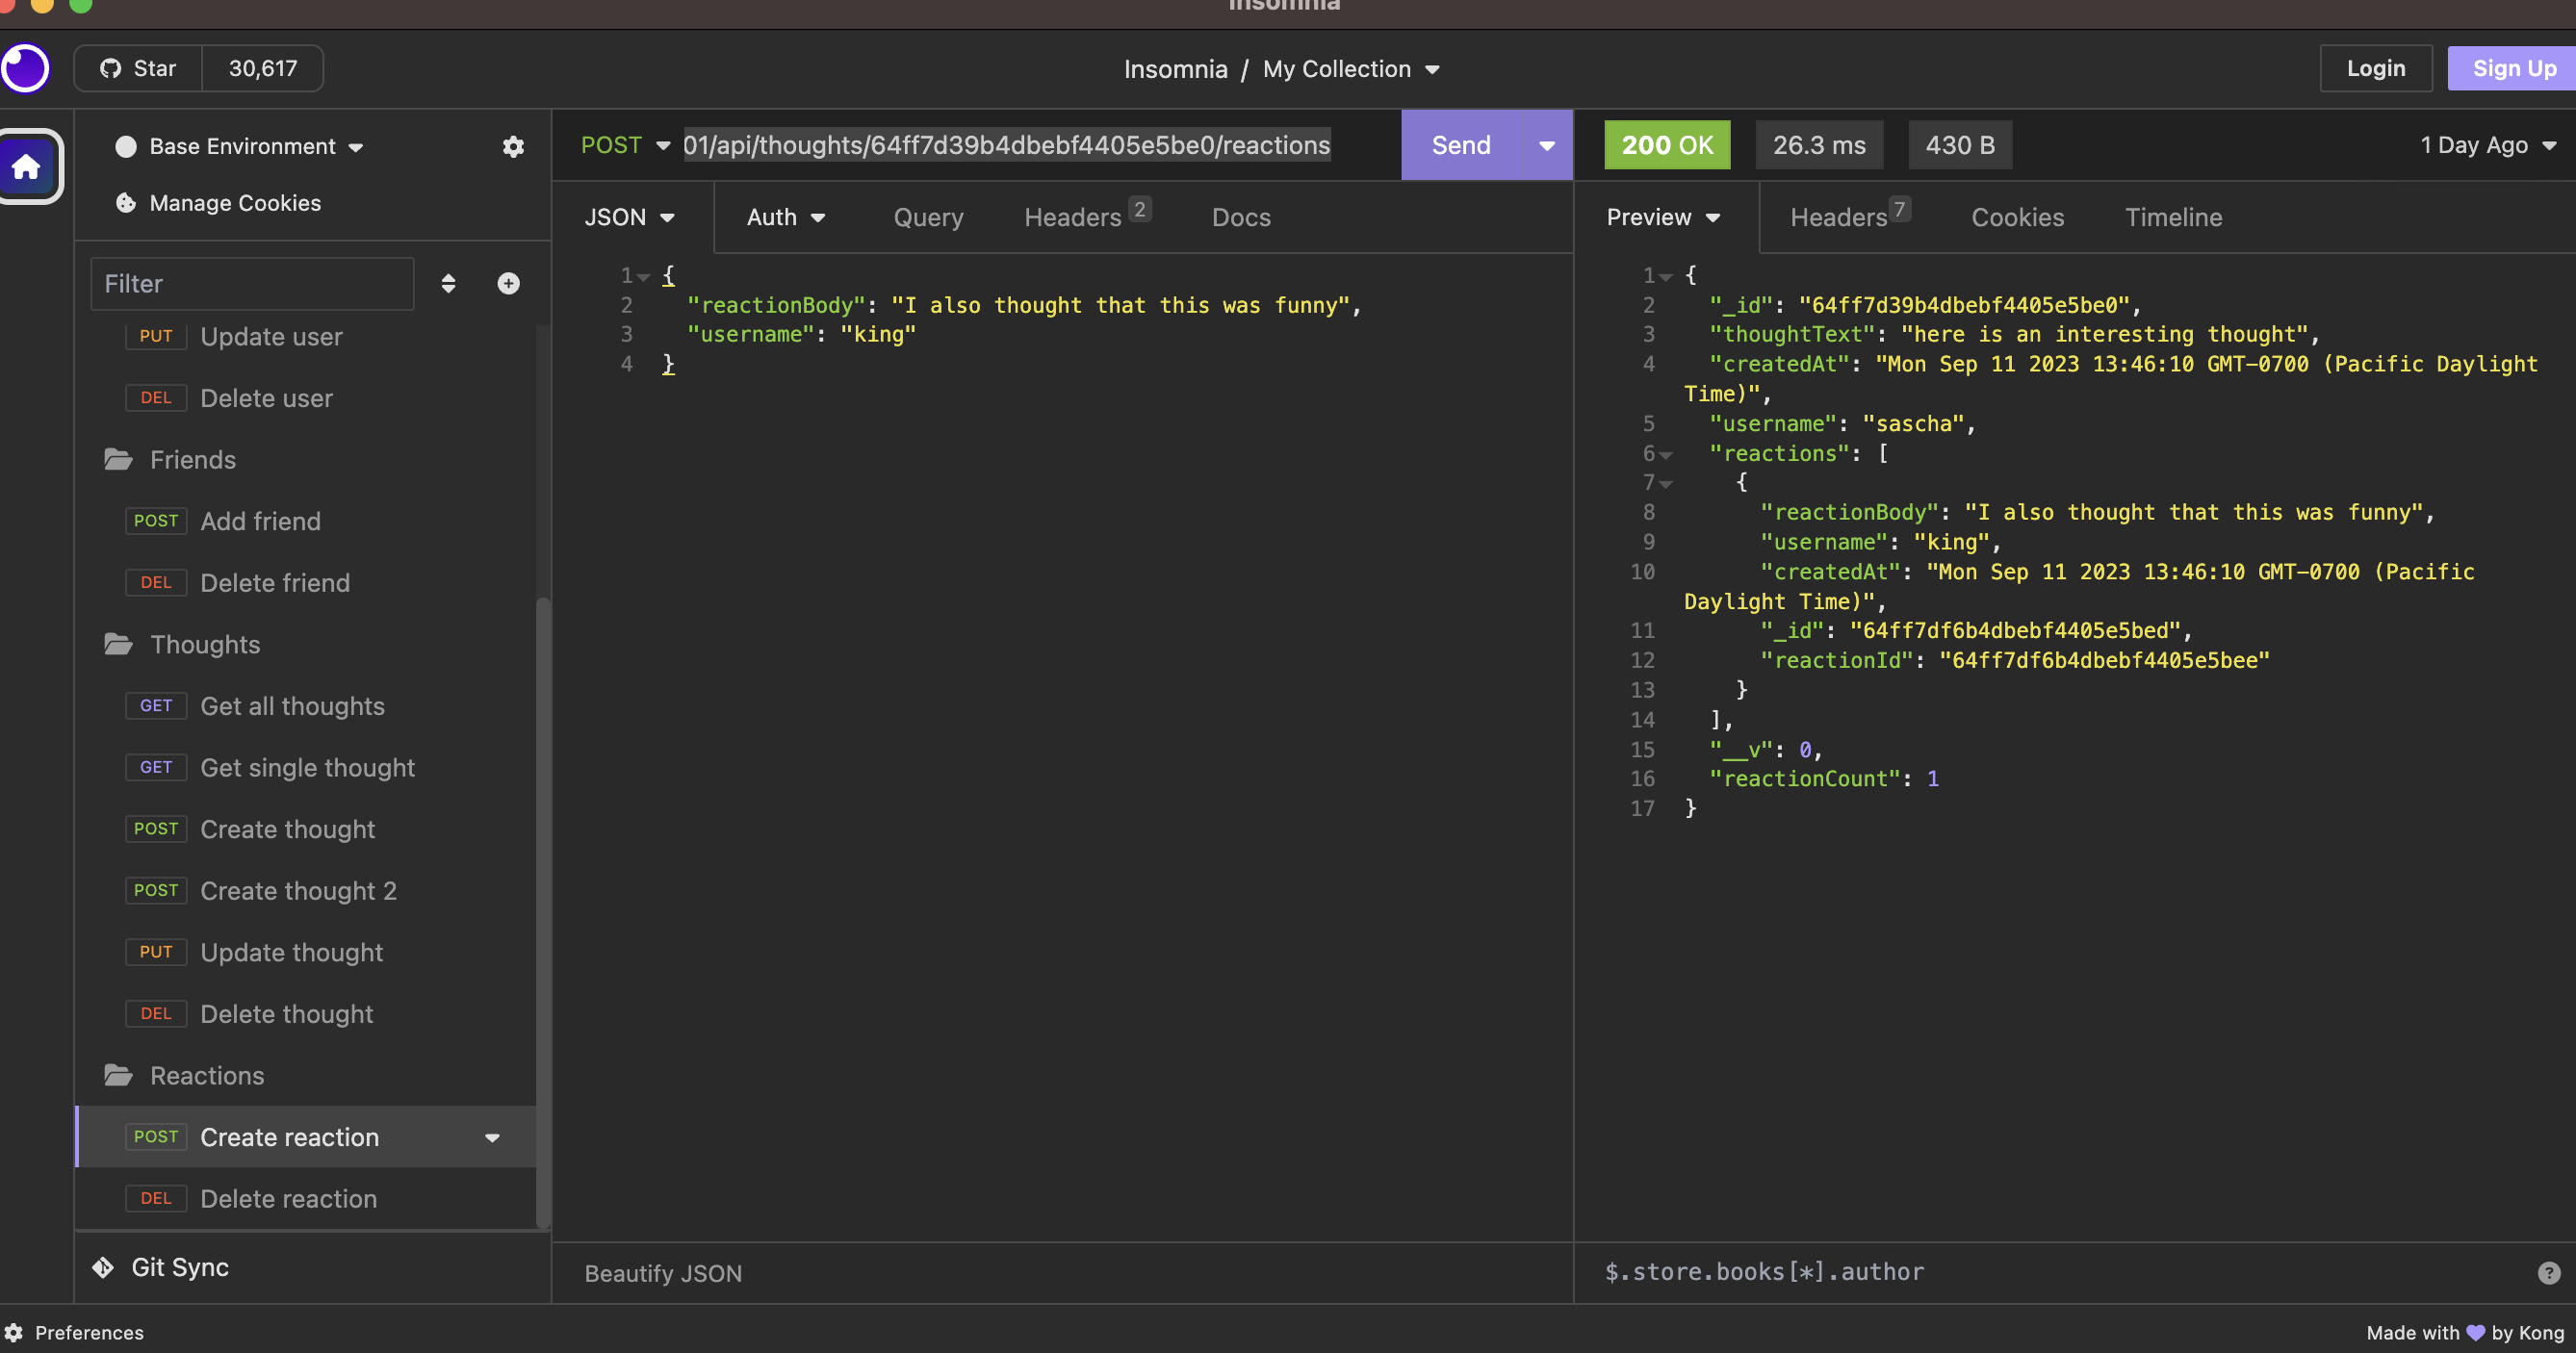 Insomnia
Star 30,617
Insomnia / My Collection
Login
Sign Up
Base Environment
Manage Cookies
Filter
PUT Update user
DEL Delete user
Friends
POST Add friend
DEL Delete friend
Thoughts
GET Get all thoughts
GET Get single thought
POST Create thought
POST Create thought 2
PUT Update thought
DEL Delete thought
Reactions
POST Create reaction
DEL Delete reaction
Git Sync
Preferences
POST 01/api/thoughts/64ff7d39b4dbebf4405e5be0/reactions Send
JSON Auth Query Headers 2 Docs
1 {
2 "reactionBody": "I also thought that this was funny",
3 "username": "king"
4 }
Beautify JSON
200 OK 26.3 ms 430 B 1 Day Ago
Preview Headers 7 Cookies Timeline
1 {
2 "_id": "64ff7d39b4dbebf4405e5be0",
3 "thoughtText": "here is an interesting thought",
4 "createdAt": "Mon Sep 11 2023 13:46:10 GMT-0700 (Pacific Daylight
Time)",
5 "username": "sascha",
6 "reactions": [
7 {
8 "reactionBody": "I also thought that this was funny",
9 "username": "king",
10 "createdAt": "Mon Sep 11 2023 13:46:10 GMT-0700 (Pacific
Daylight Time)",
11 "_id": "64ff7df6b4dbebf4405e5bed",
12 "reactionId": "64ff7df6b4dbebf4405e5bee"
13 }
14 ],
15 "__v": 0,
16 "reactionCount": 1
17 }
$.store.books[*].author
?
Made with 💜 by Kong